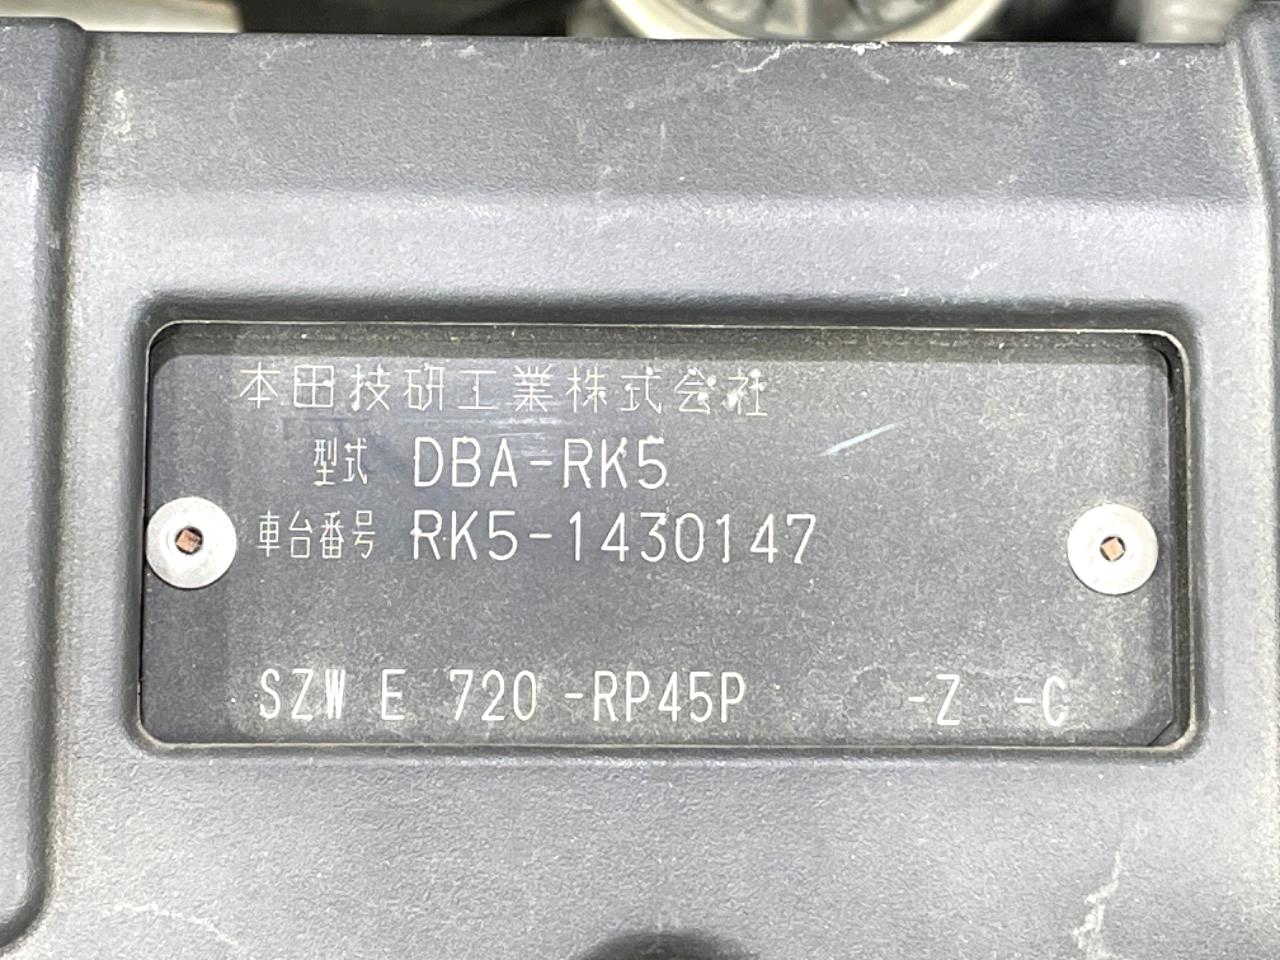 本田技研工業株式会社
型式 DBA-RK5
車台番号 RK5-1430147
SZW E 720 -RP45P -Z -C